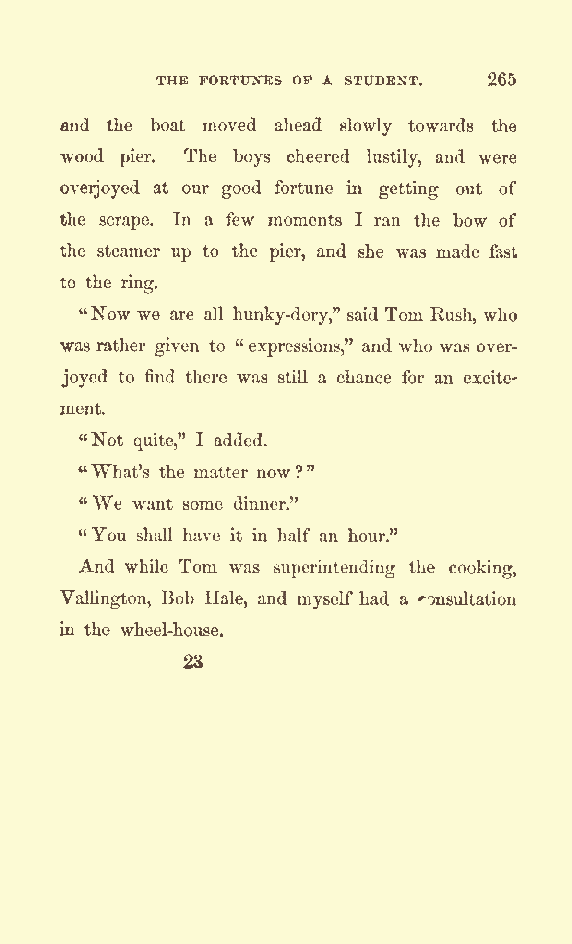 THE FORTUNES OF A STUDENT. 265
and the boat moved ahead slowly towards the
wood pier. The boys cheered lustily, and were
overjoyed at our good fortune in getting out of
the scrape. In a few moments I ran the bow of
the steamer up to the pier, and she was made fast
to the ring.
“Now we are all hunky-dory,” said Tom Rush, who
was rather given to “expressions,” and who was over-
joyed to find there was still a chance for an excite-
ment.
“Not quite,” I added.
“What’s the matter now?”
“We want some dinner.”
“You shall have it in half an hour.”
And while Tom was superintending the cooking,
Vallington, Bob Hale, and myself had a consultation
in the wheel-house.
23